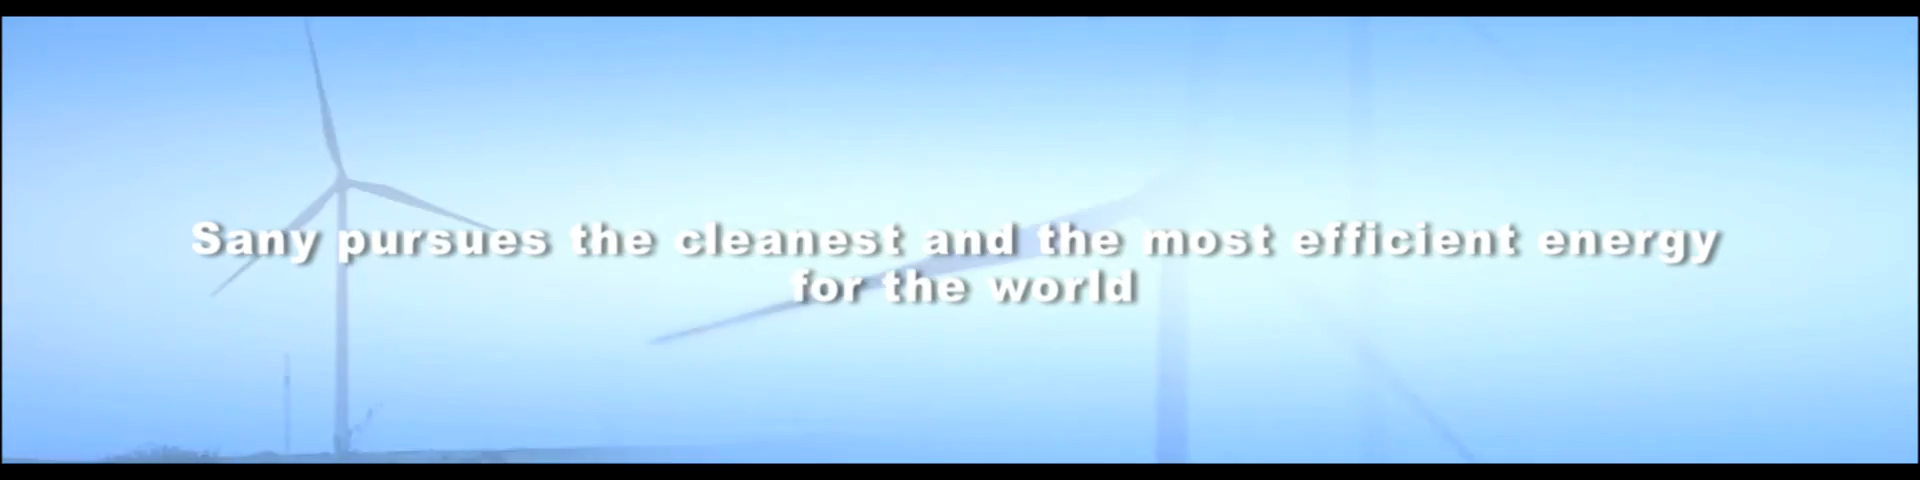 Sany pursues the cleanest and the most efficient energy
for the world